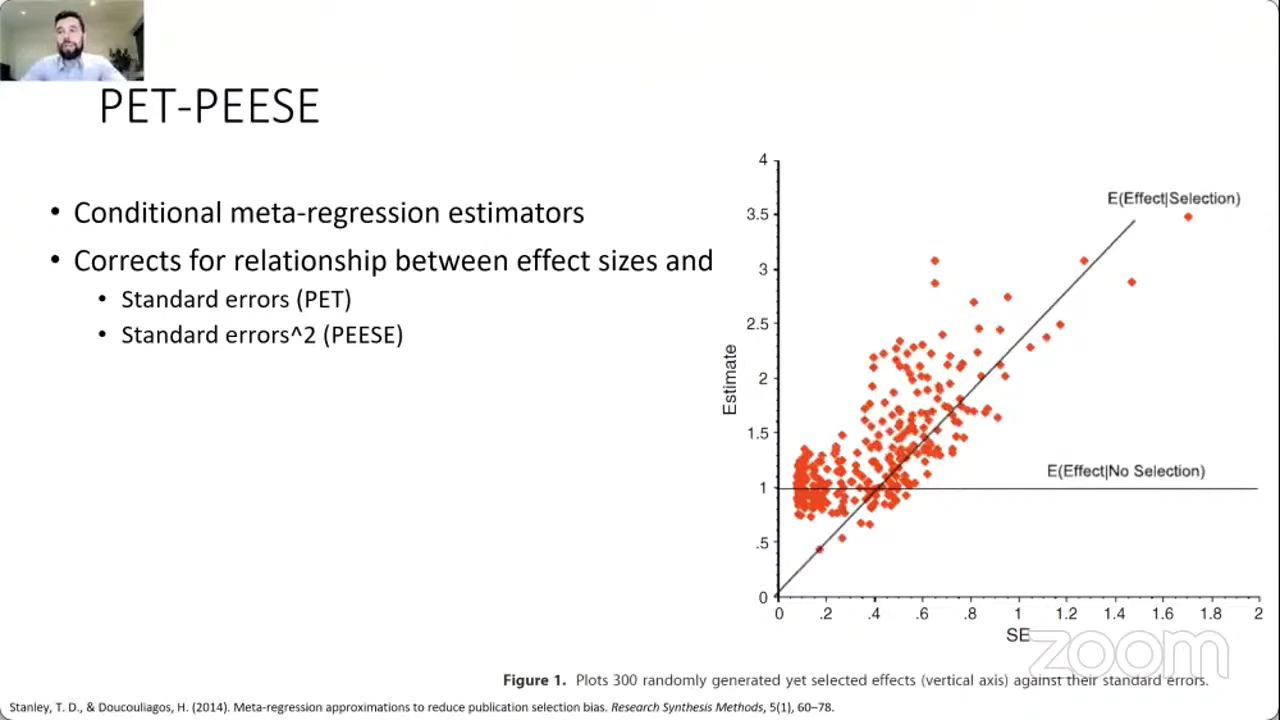 PET-PEESE
• Conditional meta-regression estimators
• Corrects for relationship between effect sizes and
• Standard errors (PET)
• Standard errors^2 (PEESE)
4
3.5
3
2.5
2
1.5
1
.5
0
Estimate
E(Effect|Selection)
E(Effect|No Selection)
0 .2 .4 .6 .8 1 1.2 1.4 1.6 1.8 2
SE
zoom
Figure 1. Plots 300 randomly generated yet selected effects (vertical axis) against their standard errors.
Stanley, T. D., & Doucouliagos, H. (2014). Meta-regression approximations to reduce publication selection bias. Research Synthesis Methods, 5(1), 60–78.